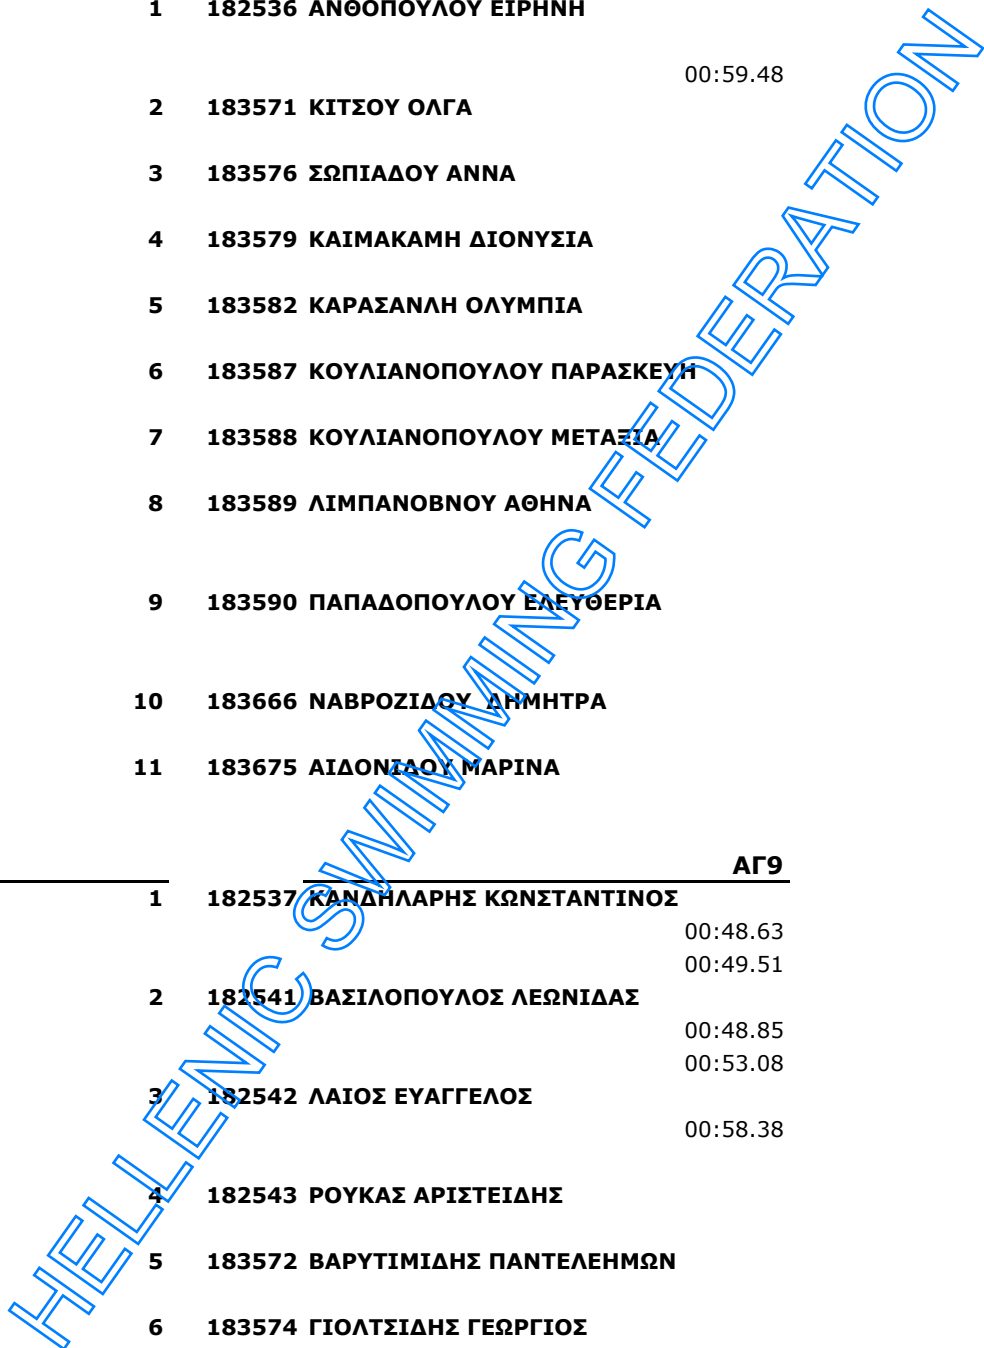 1 182536 ΑΝΘΟΠΟΥΛΟΥ ΕΙΡΗΝΗ
00:59.48
2 183571 ΚΙΤΣΟΥ ΟΛΓΑ
3 183576 ΣΩΠΙΑΔΟΥ ΑΝΝΑ
4 183579 ΚΑΙΜΑΚΑΜΗ ΔΙΟΝΥΣΙΑ
5 183582 ΚΑΡΑΣΑΝΛΗ ΟΛΥΜΠΙΑ
6 183587 ΚΟΥΛΙΑΝΟΠΟΥΛΟΥ ΠΑΡΑΣΚΕΥΗ
7 183588 ΚΟΥΛΙΑΝΟΠΟΥΛΟΥ ΜΕΤΑΞΙΑ
8 183589 ΛΙΜΠΑΝΟΒΝΟΥ ΑΘΗΝΑ
9 183590 ΠΑΠΑΔΟΠΟΥΛΟΥ ΕΛΕΥΘΕΡΙΑ
10 183666 ΝΑΒΡΟΖΙΔΟΥ ΔΗΜΗΤΡΑ
11 183675 ΑΙΔΟΝΙΔΟΥ ΜΑΡΙΝΑ
ΑΓ9
1 182537 ΚΑΝΔΗΛΑΡΗΣ ΚΩΝΣΤΑΝΤΙΝΟΣ
00:48.63
00:49.51
2 182541 ΒΑΣΙΛΟΠΟΥΛΟΣ ΛΕΩΝΙΔΑΣ
00:48.85
00:53.08
3 182542 ΛΑΙΟΣ ΕΥΑΓΓΕΛΟΣ
00:58.38
4 182543 ΡΟΥΚΑΣ ΑΡΙΣΤΕΙΔΗΣ
5 183572 ΒΑΡΥΤΙΜΙΔΗΣ ΠΑΝΤΕΛΕΗΜΩΝ
6 183574 ΓΙΟΛΤΣΙΔΗΣ ΓΕΩΡΓΙΟΣ
HELLENIC SWIMMING FEDERATION